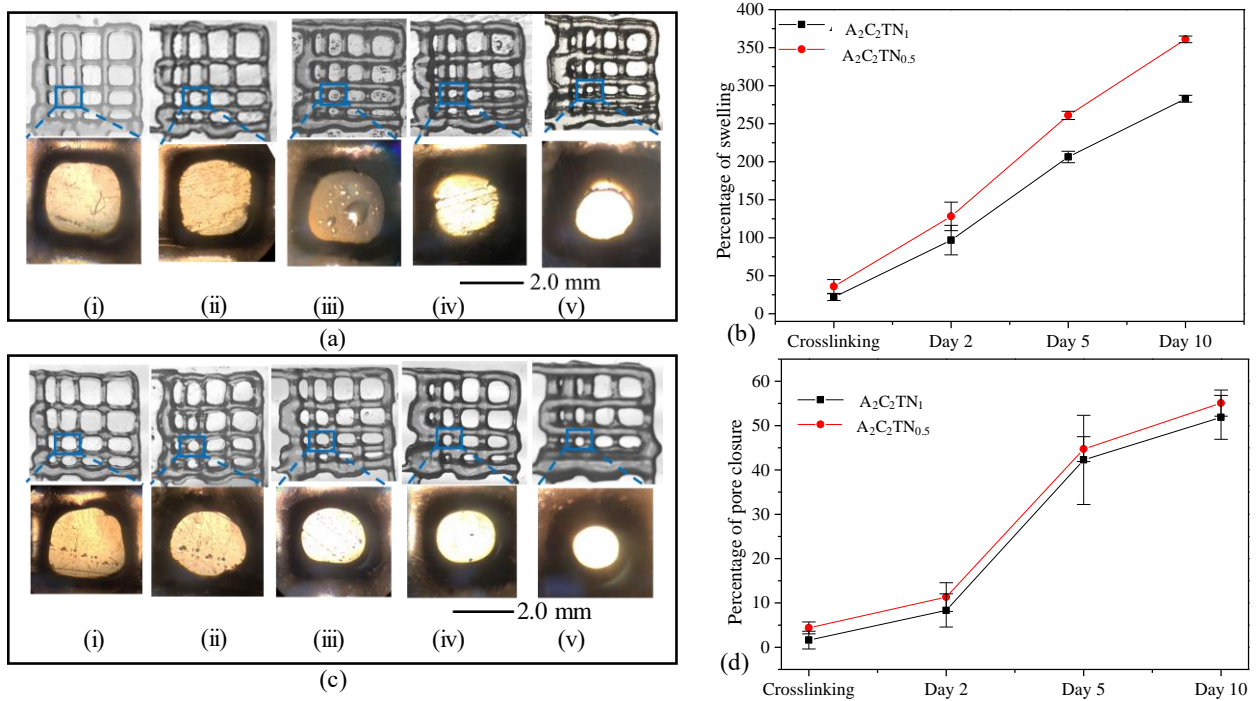 2.0 mm
(i) (ii) (iii) (iv) (v)
(a)
2.0 mm
(i) (ii) (iii) (iv) (v)
(c)
400
350
300
250
200
150
100
50
0
Percentage of swelling
A₂C₂TN₁
A₂C₂TN₀.₅
Crosslinking Day 2 Day 5 Day 10
(b)
60
50
40
30
20
10
0
Percentage of pore closure
A₂C₂TN₁
A₂C₂TN₀.₅
Crosslinking Day 2 Day 5 Day 10
(d)